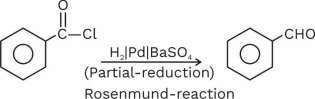 O
C—Cl
H₂|Pd|BaSO₄
CHO
(Partial-reduction)
Rosenmund-reaction